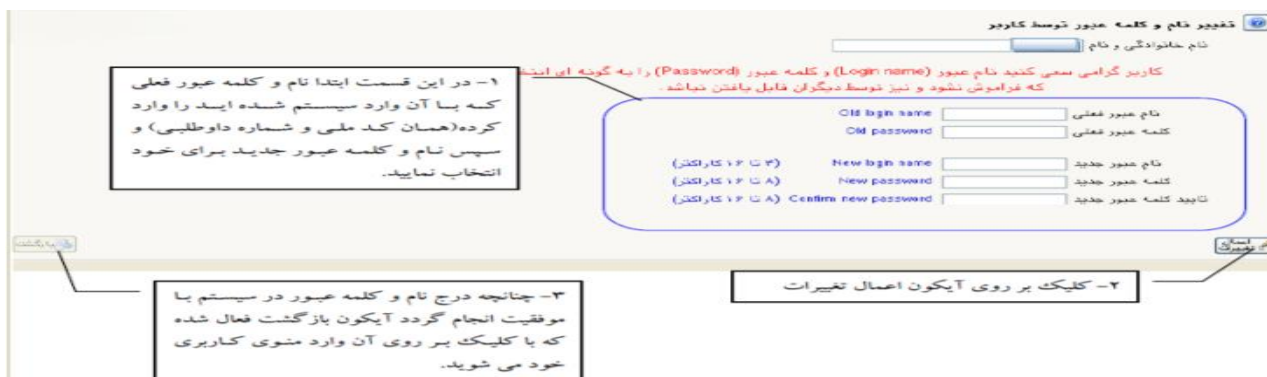 تغییر نام و کلمه عبور توسط کاربر
نام خانوادگی و نام
کاربر گرامی سعی کنید نام عبور (Login name) و کلمه عبور (Password) را به گونه ای
که فراموش نشود و نیز توسط دیگران قابل یافتن نباشد.
۱- در این قسمت ابتدا نام و کلمه عبور فعلی
که با آن وارد سیستم شده اید را وارد
کرده(همان کد ملی و شماره داوطلبی) و
سپس نام و کلمه عبور جدید برای خود
انتخاب نمایید.
نام عبور فعلی Old login name
کلمه عبور فعلی Old password
نام عبور جدید New login name (۳ تا ۱۶ کاراکتر)
کلمه عبور جدید New password (۸ تا ۱۶ کاراکتر)
تایید کلمه عبور جدید Confirm new password (۸ تا ۱۶ کاراکتر)
اعمال تغییرات
بازگشت
۲- کلیک بر روی آیکون اعمال تغییرات
۳- چنانچه درج نام و کلمه عبور در سیستم با
موفقیت انجام گردد آیکون بازگشت فعال شده
که با کلیک بر روی آن وارد منوی کاربری
خود می شوید.